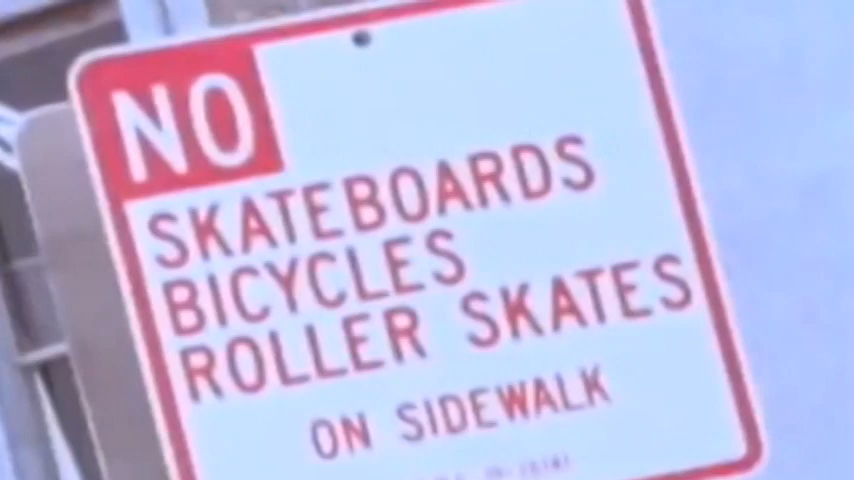 NO
SKATEBOARDS
BICYCLES
ROLLER SKATES
ON SIDEWALK